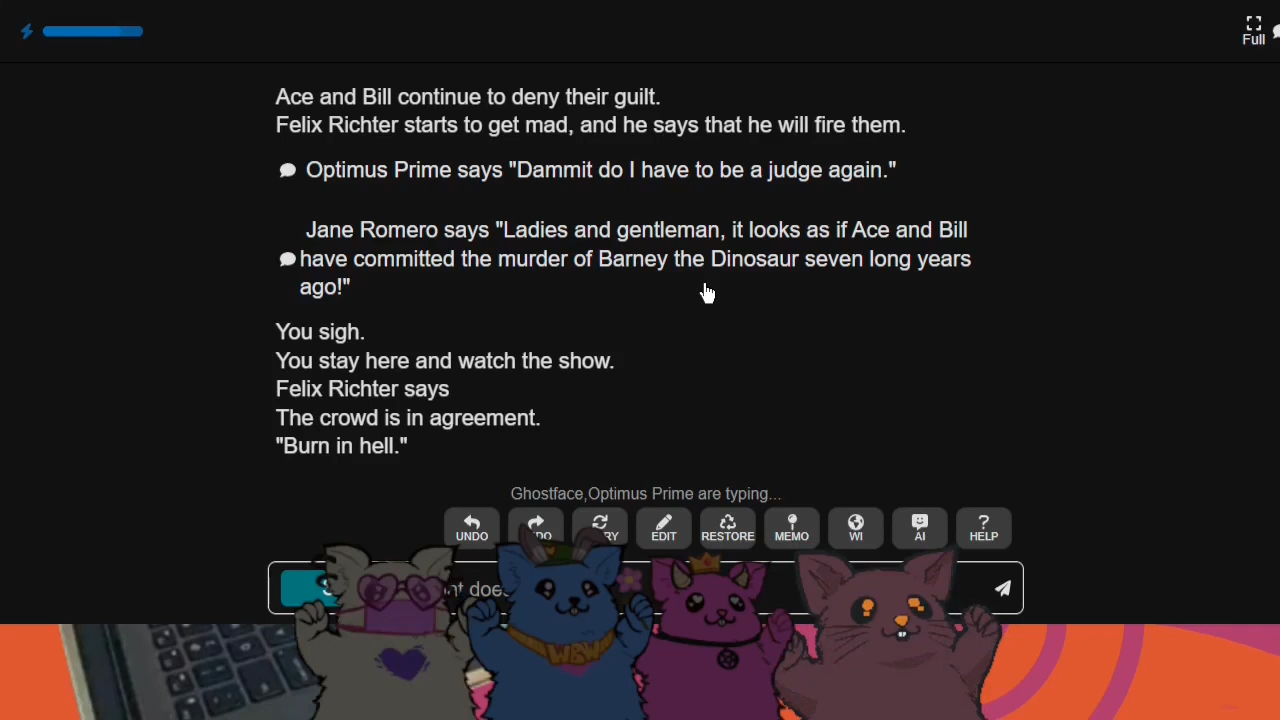 Full
Ace and Bill continue to deny their guilt.
Felix Richter starts to get mad, and he says that he will fire them.
Optimus Prime says "Dammit do I have to be a judge again."
Jane Romero says "Ladies and gentleman, it looks as if Ace and Bill
have committed the murder of Barney the Dinosaur seven long years
ago!"
You sigh.
You stay here and watch the show.
Felix Richter says
The crowd is in agreement.
"Burn in hell."
Ghostface,Optimus Prime are typing...
UNDO
EDIT
RESTORE
MEMO
WI
AI
HELP
WBW